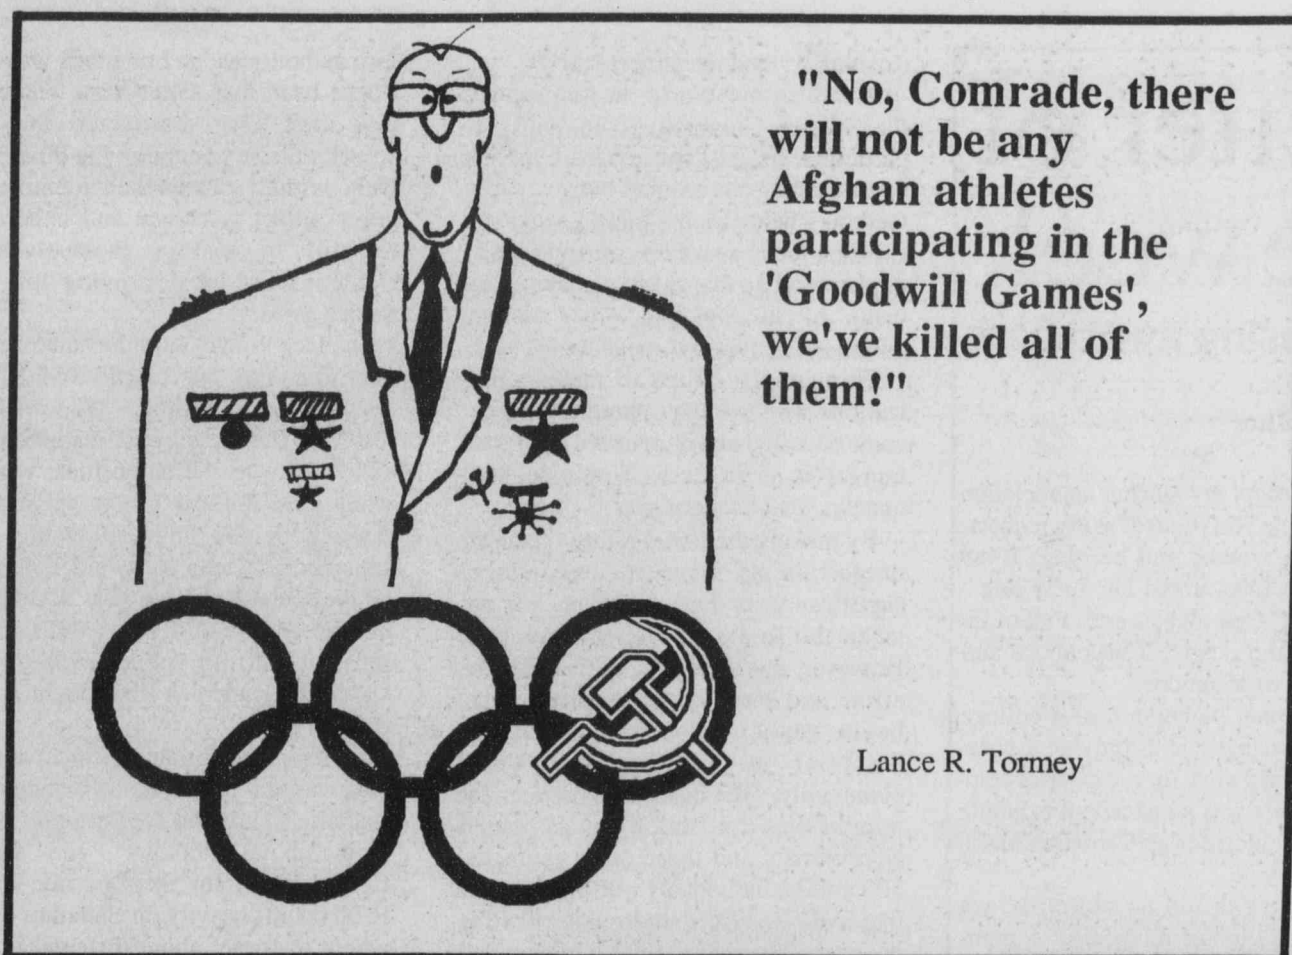 "No, Comrade, there
will not be any
Afghan athletes
participating in the
'Goodwill Games',
we've killed all of
them!"
Lance R. Tormey